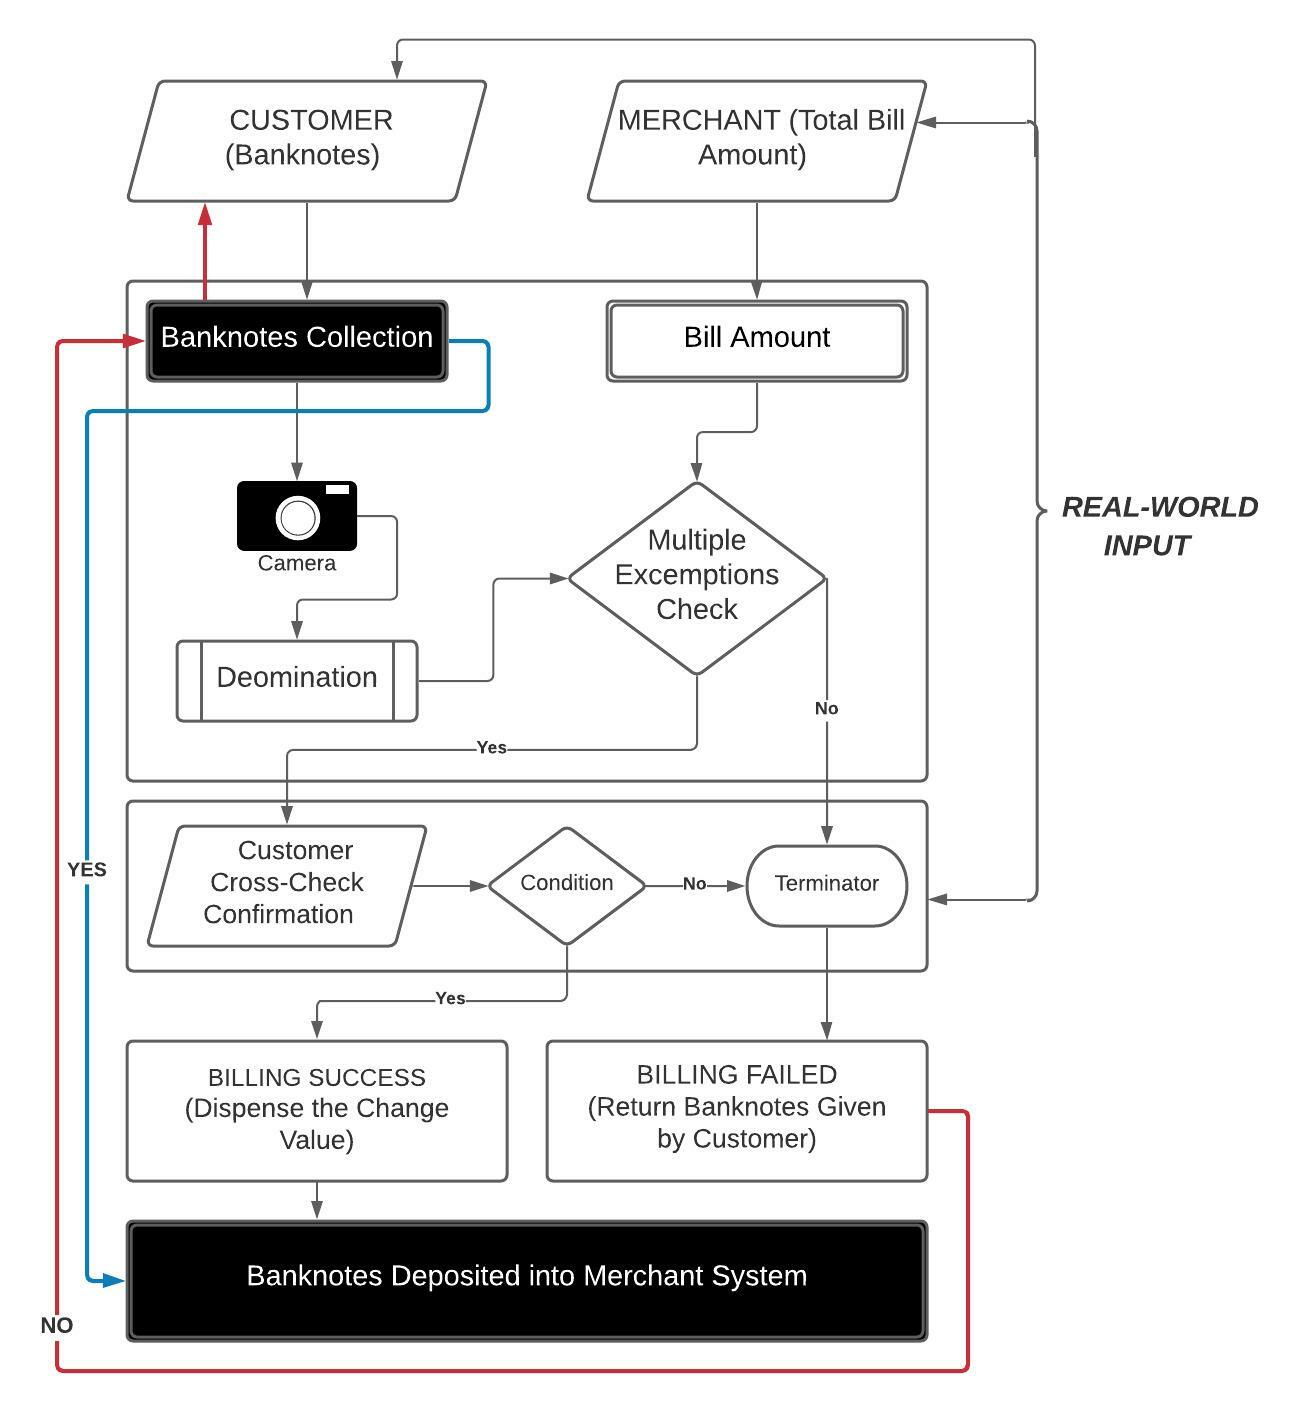 CUSTOMER
(Banknotes)
MERCHANT (Total Bill
Amount)
Banknotes Collection
Bill Amount
Camera
Multiple
Excemptions
Check
REAL-WORLD
INPUT
Deomination
No
Yes
YES
Customer
Cross-Check
Confirmation
Condition
No
Terminator
Yes
BILLING SUCCESS
(Dispense the Change
Value)
BILLING FAILED
(Return Banknotes Given
by Customer)
Banknotes Deposited into Merchant System
NO